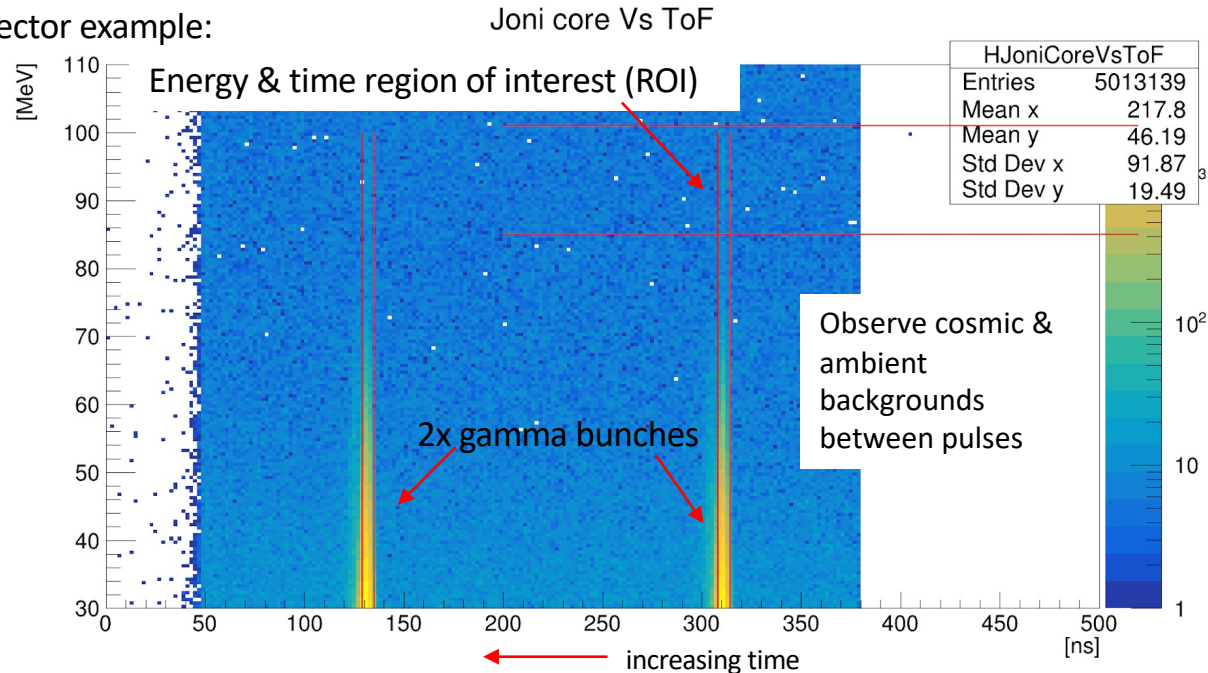 ector example:
Joni core Vs ToF
HJoniCoreVsToF
Entries 5013139
Mean x 217.8
Mean y 46.19
Std Dev x 91.87
Std Dev y 19.49
[MeV]
Energy & time region of interest (ROI)
110
100
90
80
70
60
50
40
30
3
10²
10
1
Observe cosmic &
ambient
backgrounds
between pulses
2x gamma bunches
0 50 100 150 200 250 300 350 400 450 500
[ns]
increasing time